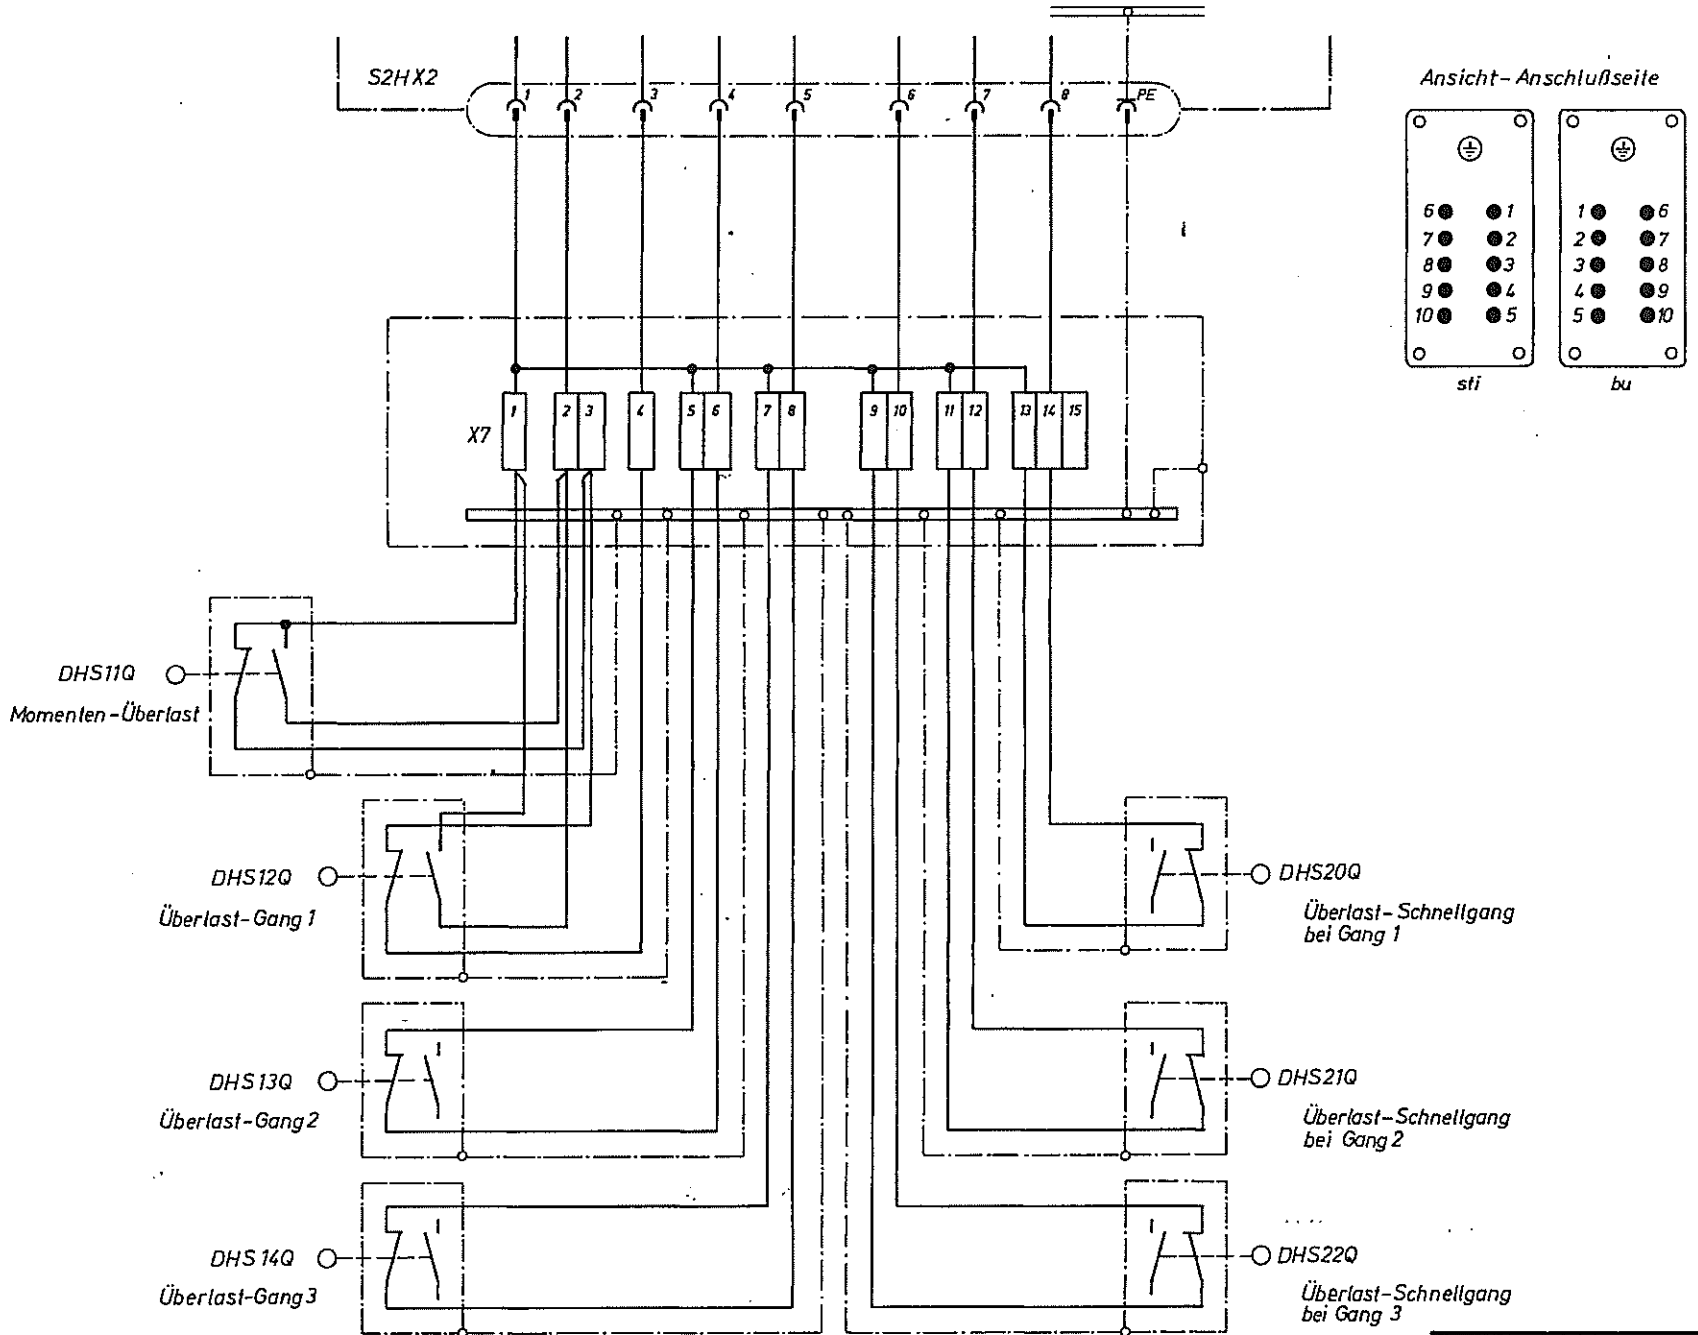 S2HX2
1 2 3 4 5 6 7 8 PE
Ansicht-Anschlußseite
6 1 1 6
7 2 2 7
8 3 3 8
9 4 4 9
10 5 5 10
sti bu
X7
1 2 3 4 5 6 7 8 9 10 11 12 13 14 15
DHS11Q
Momenten-Überlast
DHS12Q
Überlast-Gang 1
DHS20Q
Überlast-Schnellgang
bei Gang 1
DHS13Q
Überlast-Gang 2
DHS21Q
Überlast-Schnellgang
bei Gang 2
DHS14Q
Überlast-Gang 3
DHS22Q
Überlast-Schnellgang
bei Gang 3